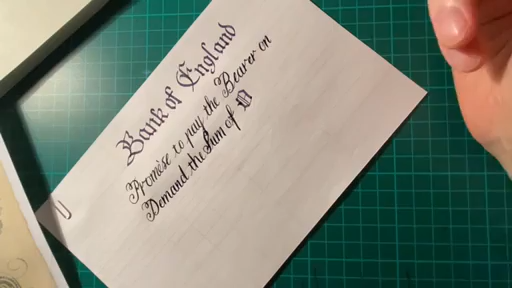 Bank of England
Promise to pay the Bearer on
Demand the Sum of